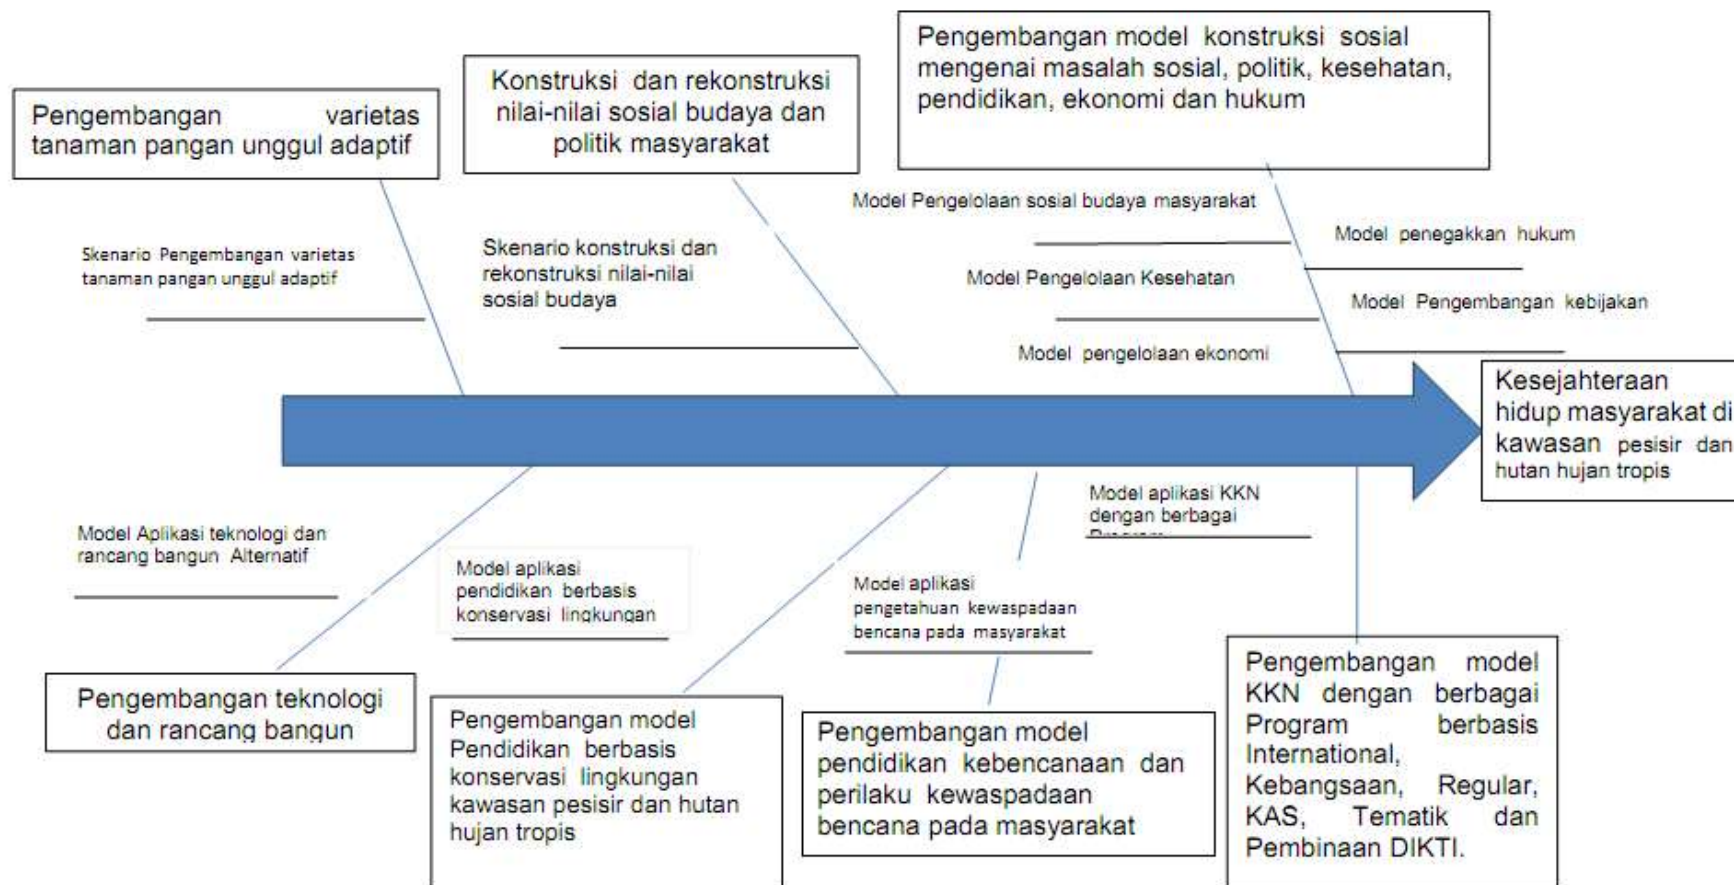 Pengembangan varietas
tanaman pangan unggul adaptif
Konstruksi dan rekonstruksi
nilai-nilai sosial budaya dan
politik masyarakat
Pengembangan model konstruksi sosial
mengenai masalah sosial, politik, kesehatan,
pendidikan, ekonomi dan hukum
Skenario Pengembangan varietas
tanaman pangan unggul adaptif
Skenario konstruksi dan
rekonstruksi nilai-nilai
sosial budaya
Model Pengelolaan sosial budaya masyarakat
Model penegakkan hukum
Model Pengelolaan Kesehatan
Model Pengembangan kebijakan
Model pengelolaan ekonomi
Kesejahteraan
hidup masyarakat di
kawasan pesisir dan
hutan hujan tropis
Model Aplikasi teknologi dan
rancang bangun Alternatif
Model aplikasi
pendidikan berbasis
konservasi lingkungan
Model aplikasi
pengetahuan kewaspadaan
bencana pada masyarakat
Model aplikasi KKN
dengan berbagai
Program
Pengembangan teknologi
dan rancang bangun
Pengembangan model
Pendidikan berbasis
konservasi lingkungan
kawasan pesisir dan hutan
hujan tropis
Pengembangan model
pendidikan kebencanaan dan
perilaku kewaspadaan
bencana pada masyarakat
Pengembangan model
KKN dengan berbagai
Program berbasis
International,
Kebangsaan, Regular,
KAS, Tematik dan
Pembinaan DIKTI.